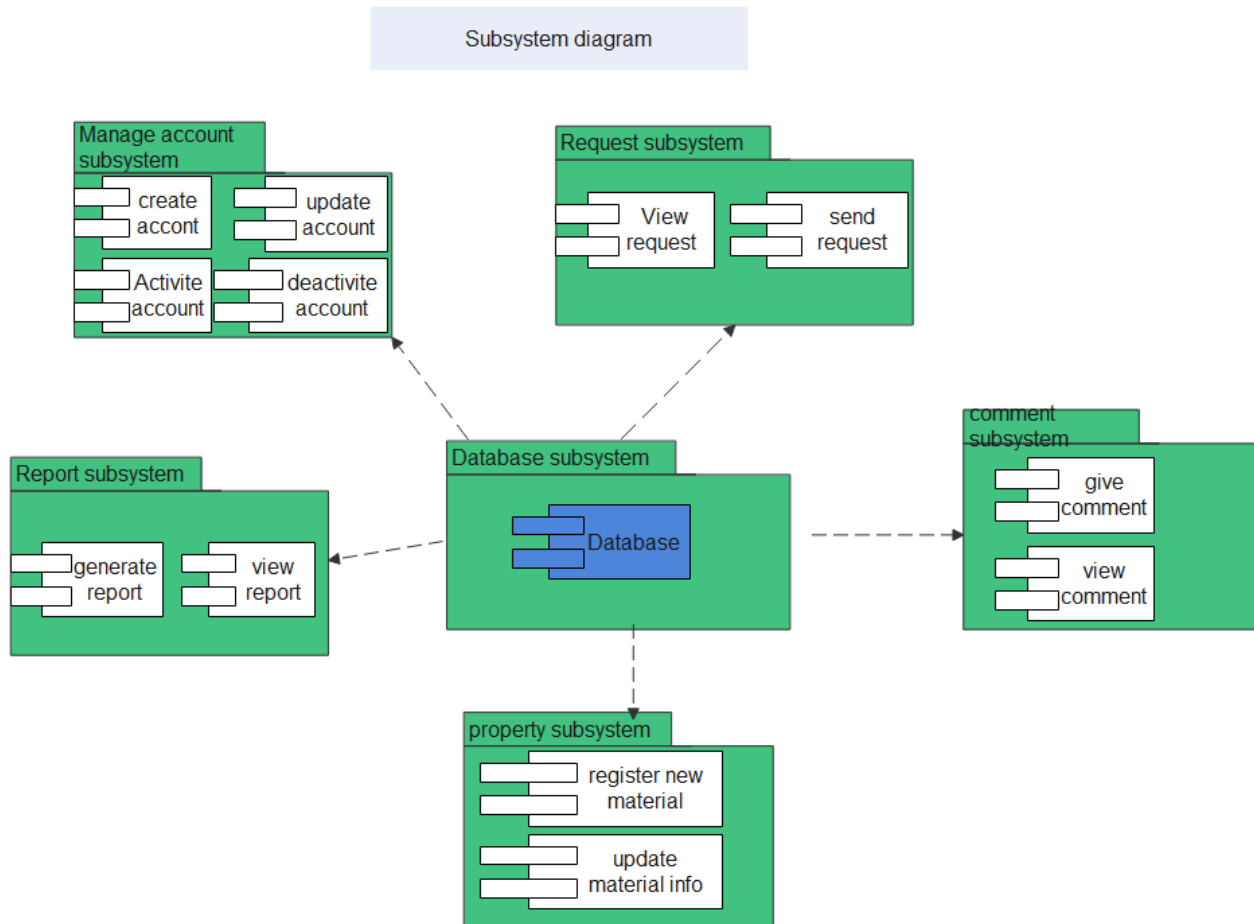 Subsystem diagram
Manage account
subsystem
create
accont
update
account
Activite
account
deactivite
account
Request subsystem
View
request
send
request
Report subsystem
generate
report
view
report
Database subsystem
Database
comment
subsystem
give
comment
view
comment
property subsystem
register new
material
update
material info